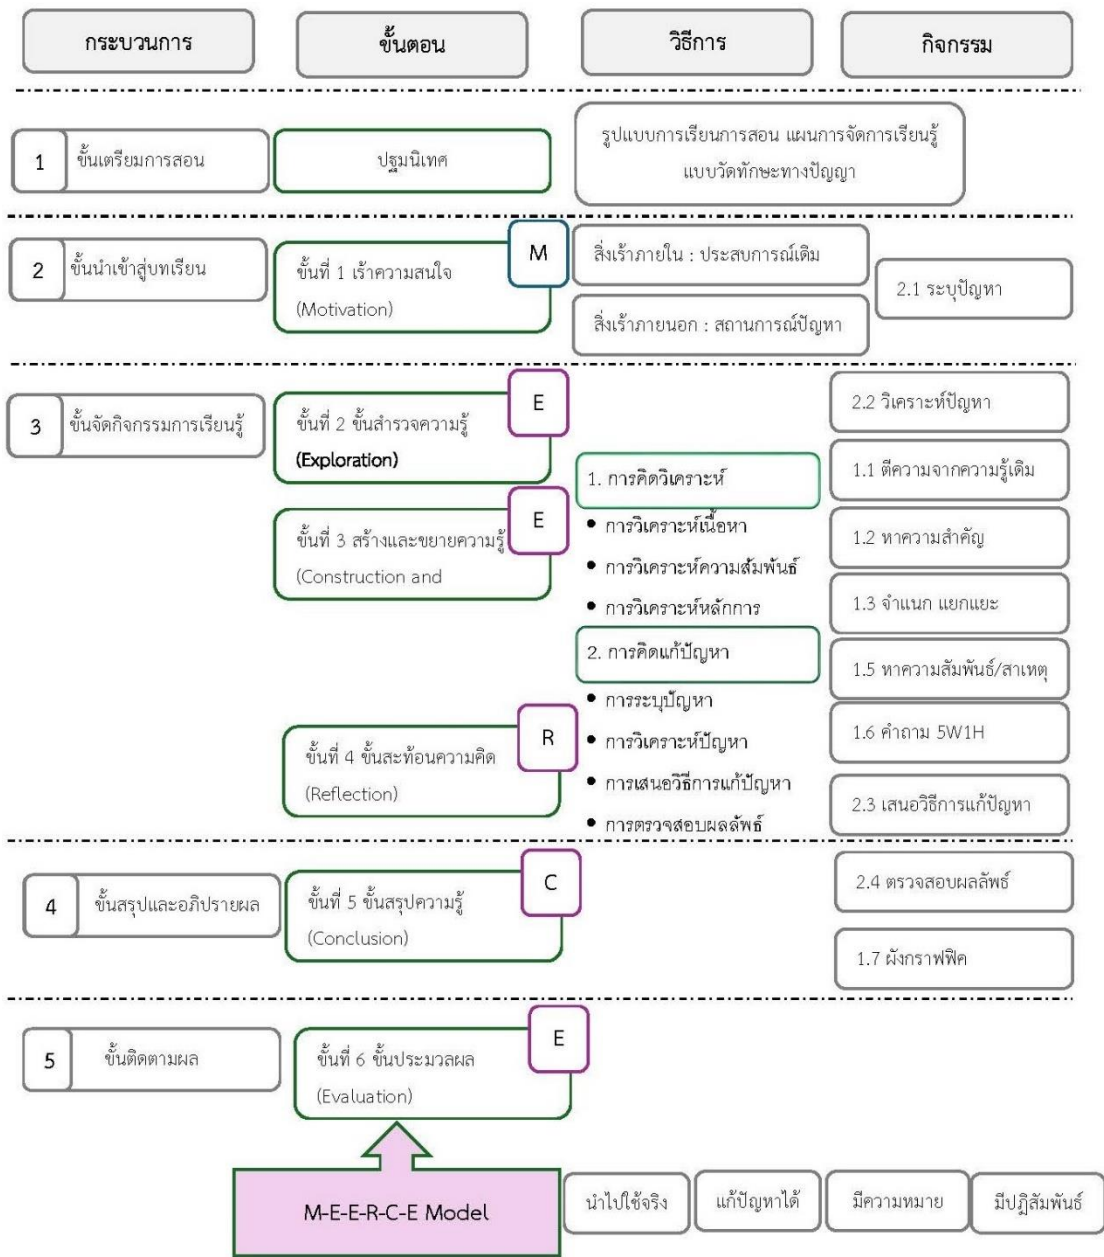 กระบวนการ
ขั้นตอน
วิธีการ
กิจกรรม
1
ขั้นเตรียมการสอน
ปฐมนิเทศ
รูปแบบการเรียนการสอน แผนการจัดการเรียนรู้
แบบวัดทักษะทางปัญญา
2
ขั้นนำเข้าสู่บทเรียน
ขั้นที่ 1 เร้าความสนใจ
(Motivation)
M
สิ่งเร้าภายใน : ประสบการณ์เดิม
สิ่งเร้าภายนอก : สถานการณ์ปัญหา
2.1 ระบุปัญหา
3
ขั้นจัดกิจกรรมการเรียนรู้
ขั้นที่ 2 ขั้นสำรวจความรู้
(Exploration)
E
ขั้นที่ 3 สร้างและขยายความรู้
(Construction and
E
ขั้นที่ 4 ขั้นสะท้อนความคิด
(Reflection)
R
1. การคิดวิเคราะห์
• การวิเคราะห์เนื้อหา
• การวิเคราะห์ความสัมพันธ์
• การวิเคราะห์หลักการ
2. การคิดแก้ปัญหา
• การระบุปัญหา
• การวิเคราะห์ปัญหา
• การเสนอวิธีการแก้ปัญหา
• การตรวจสอบผลลัพธ์
2.2 วิเคราะห์ปัญหา
1.1 ตีความจากความรู้เดิม
1.2 หาความสำคัญ
1.3 จำแนก แยกแยะ
1.5 หาความสัมพันธ์/สาเหตุ
1.6 คำถาม 5W1H
2.3 เสนอวิธีการแก้ปัญหา
4
ขั้นสรุปและอภิปรายผล
ขั้นที่ 5 ขั้นสรุปความรู้
(Conclusion)
C
2.4 ตรวจสอบผลลัพธ์
1.7 ผังกราฟฟิค
5
ขั้นติดตามผล
ขั้นที่ 6 ขั้นประมวลผล
(Evaluation)
E
M-E-E-R-C-E Model
นำไปใช้จริง
แก้ปัญหาได้
มีความหมาย
มีปฏิสัมพันธ์